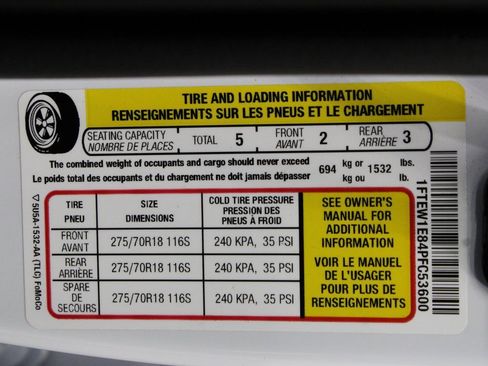 TIRE AND LOADING INFORMATION
RENSEIGNEMENTS SUR LES PNEUS ET LE CHARGEMENT
SEATING CAPACITY
NOMBRE DE PLACES
TOTAL 5
FRONT
AVANT 2
REAR
ARRIÈRE 3
The combined weight of occupants and cargo should never exceed
Le poids total des occupants et du chargement ne doit jamais dépasser
694 kg or 1532 lbs.
kg ou lb.
TIRE
PNEU
SIZE
DIMENSIONS
COLD TIRE PRESSURE
PRESSION DES
PNEUS À FROID
FRONT
AVANT
275/70R18 116S
240 KPA, 35 PSI
REAR
ARRIÈRE
275/70R18 116S
240 KPA, 35 PSI
SPARE
DE
SECOURS
275/70R18 116S
240 KPA, 35 PSI
SEE OWNER'S
MANUAL FOR
ADDITIONAL
INFORMATION
VOIR LE MANUEL
DE L'USAGER
POUR PLUS DE
RENSEIGNEMENTS
▽ 5U5A-1532-AA (TLC) FoMoCo
1FTEW1E84PFC53600